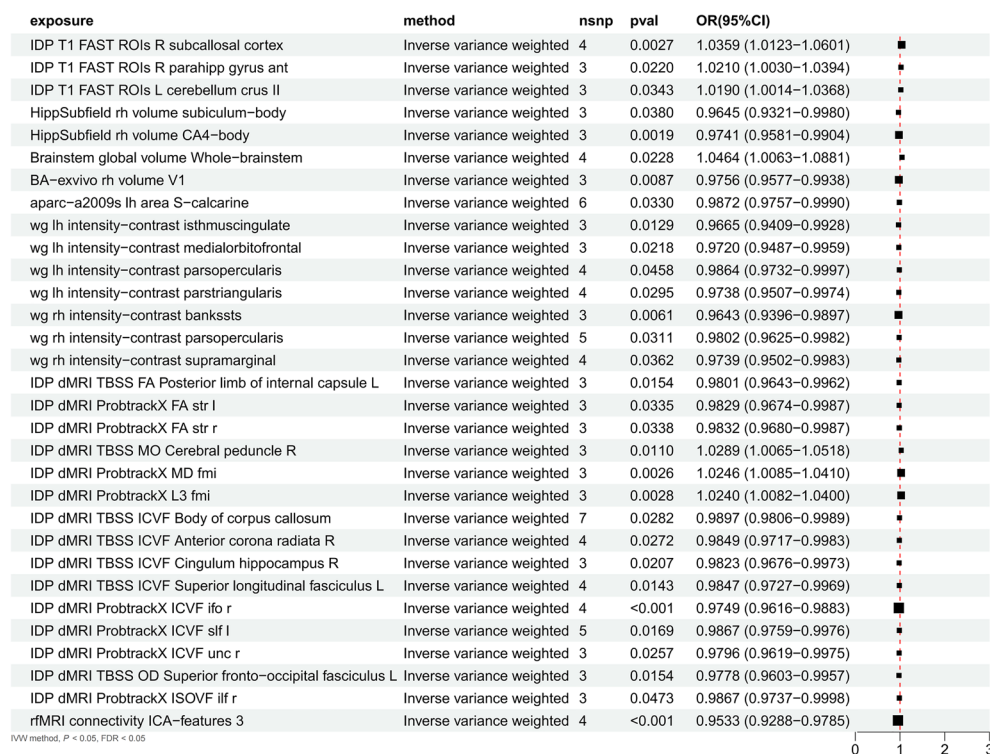 exposure method nsnp pval OR(95%CI)
IDP T1 FAST ROIs R subcallosal cortex Inverse variance weighted 4 0.0027 1.0359 (1.0123−1.0601)
IDP T1 FAST ROIs R parahipp gyrus ant Inverse variance weighted 3 0.0220 1.0210 (1.0030−1.0394)
IDP T1 FAST ROIs L cerebellum crus II Inverse variance weighted 3 0.0343 1.0190 (1.0014−1.0368)
HippSubfield rh volume subiculum−body Inverse variance weighted 3 0.0380 0.9645 (0.9321−0.9980)
HippSubfield rh volume CA4−body Inverse variance weighted 3 0.0019 0.9741 (0.9581−0.9904)
Brainstem global volume Whole−brainstem Inverse variance weighted 4 0.0228 1.0464 (1.0063−1.0881)
BA−exvivo rh volume V1 Inverse variance weighted 3 0.0087 0.9756 (0.9577−0.9938)
aparc−a2009s lh area S−calcarine Inverse variance weighted 6 0.0330 0.9872 (0.9757−0.9990)
wg lh intensity−contrast isthmuscingulate Inverse variance weighted 3 0.0129 0.9665 (0.9409−0.9928)
wg lh intensity−contrast medialorbitofrontal Inverse variance weighted 3 0.0218 0.9720 (0.9487−0.9959)
wg lh intensity−contrast parsopercularis Inverse variance weighted 4 0.0458 0.9864 (0.9732−0.9997)
wg lh intensity−contrast parstriangularis Inverse variance weighted 4 0.0295 0.9738 (0.9507−0.9974)
wg rh intensity−contrast bankssts Inverse variance weighted 3 0.0061 0.9643 (0.9396−0.9897)
wg rh intensity−contrast parsopercularis Inverse variance weighted 5 0.0311 0.9802 (0.9625−0.9982)
wg rh intensity−contrast supramarginal Inverse variance weighted 4 0.0362 0.9739 (0.9502−0.9983)
IDP dMRI TBSS FA Posterior limb of internal capsule L Inverse variance weighted 3 0.0154 0.9801 (0.9643−0.9962)
IDP dMRI ProbtrackX FA str l Inverse variance weighted 3 0.0335 0.9829 (0.9674−0.9987)
IDP dMRI ProbtrackX FA str r Inverse variance weighted 3 0.0338 0.9832 (0.9680−0.9987)
IDP dMRI TBSS MO Cerebral peduncle R Inverse variance weighted 3 0.0110 1.0289 (1.0065−1.0518)
IDP dMRI ProbtrackX MD fmi Inverse variance weighted 3 0.0026 1.0246 (1.0085−1.0410)
IDP dMRI ProbtrackX L3 fmi Inverse variance weighted 3 0.0028 1.0240 (1.0082−1.0400)
IDP dMRI TBSS ICVF Body of corpus callosum Inverse variance weighted 7 0.0282 0.9897 (0.9806−0.9989)
IDP dMRI TBSS ICVF Anterior corona radiata R Inverse variance weighted 4 0.0272 0.9849 (0.9717−0.9983)
IDP dMRI TBSS ICVF Cingulum hippocampus R Inverse variance weighted 3 0.0207 0.9823 (0.9676−0.9973)
IDP dMRI TBSS ICVF Superior longitudinal fasciculus L Inverse variance weighted 4 0.0143 0.9847 (0.9727−0.9969)
IDP dMRI ProbtrackX ICVF ifo r Inverse variance weighted 4 <0.001 0.9749 (0.9616−0.9883)
IDP dMRI ProbtrackX ICVF slf l Inverse variance weighted 5 0.0169 0.9867 (0.9759−0.9976)
IDP dMRI ProbtrackX ICVF unc r Inverse variance weighted 3 0.0257 0.9796 (0.9619−0.9975)
IDP dMRI TBSS OD Superior fronto−occipital fasciculus L Inverse variance weighted 3 0.0154 0.9778 (0.9603−0.9957)
IDP dMRI ProbtrackX ISOVF ilf r Inverse variance weighted 3 0.0473 0.9867 (0.9737−0.9998)
rfMRI connectivity ICA−features 3 Inverse variance weighted 4 <0.001 0.9533 (0.9288−0.9785)
IVW method, P < 0.05, FDR < 0.05
0 1 2 3